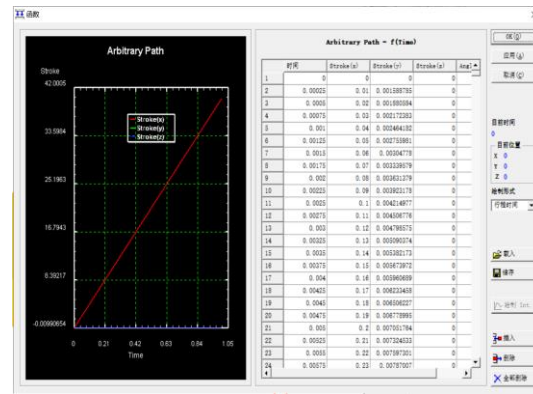 函数
Arbitrary Path
Stroke
42.0005
33.5984
25.1963
16.7943
8.39217
-0.00990654
Stroke(x)
Stroke(y)
Stroke(z)
0 0.21 0.42 0.63 0.84 1.05
Time
Arbitrary Path - f(Time)
时间 Stroke(x) Stroke(y) Stroke(z) Angl
1 0 0 0 0
2 0.00025 0.01 0.001588785 0
3 0.0005 0.02 0.001880584 0
4 0.00075 0.03 0.002172383 0
5 0.001 0.04 0.002464182 0
6 0.00125 0.05 0.002755981 0
7 0.0015 0.06 0.00304778 0
8 0.00175 0.07 0.003339579 0
9 0.002 0.08 0.003631379 0
10 0.00225 0.09 0.003923178 0
11 0.0025 0.1 0.004214977 0
12 0.00275 0.11 0.004506776 0
13 0.003 0.12 0.004798575 0
14 0.00325 0.13 0.005090374 0
15 0.0035 0.14 0.005382173 0
16 0.00375 0.15 0.005673972 0
17 0.004 0.16 0.005960689 0
18 0.00425 0.17 0.006233458 0
19 0.0045 0.18 0.006506227 0
20 0.00475 0.19 0.006778995 0
21 0.005 0.2 0.007051764 0
22 0.00525 0.21 0.007324533 0
23 0.0055 0.22 0.007597301 0
24 0.00575 0.23 0.00787007 0
OK(O)
应用(A)
取消(C)
目前时间
0
目前位置
X 0
Y 0
Z 0
绘制形式
行程时间
载入
储存
绘制 Int.
插入
删除
全部删除